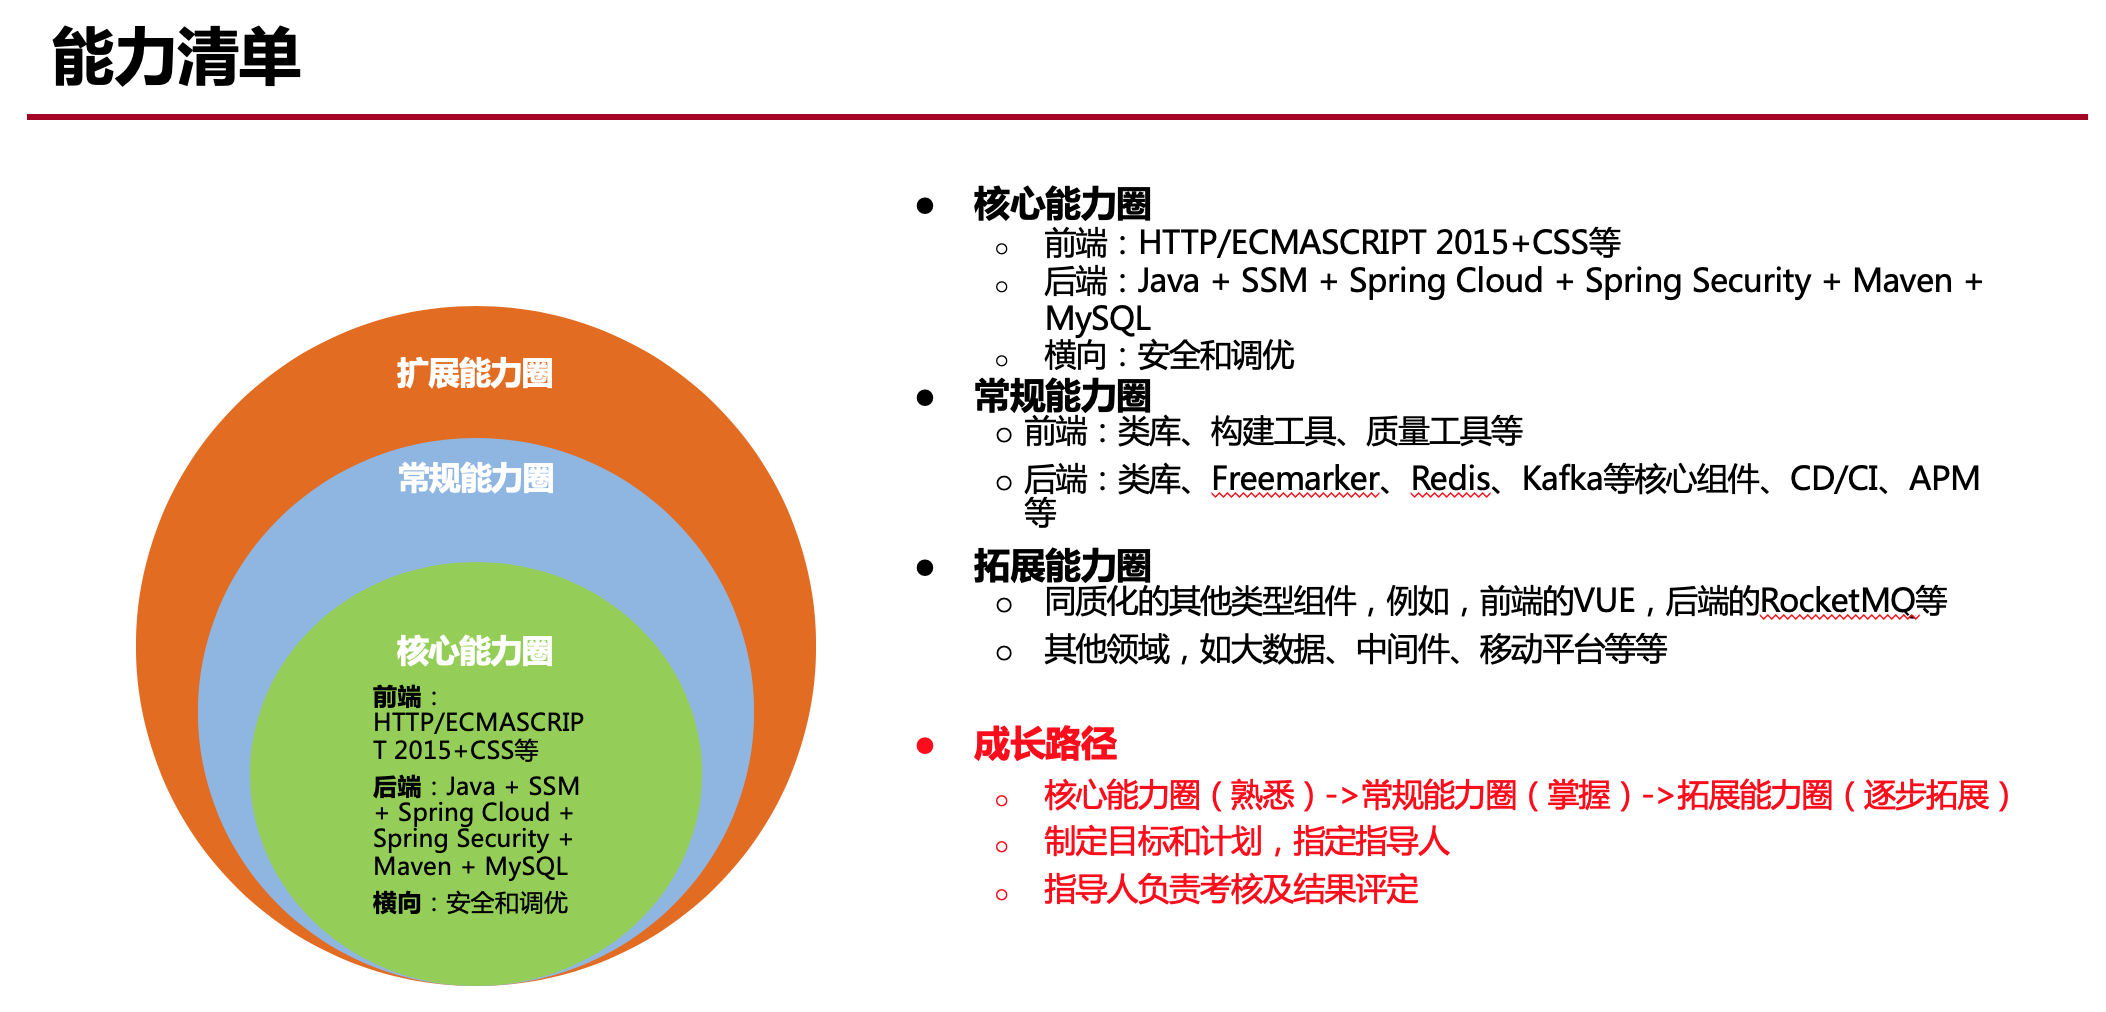 能力清单
扩展能力圈
常规能力圈
核心能力圈
前端：
HTTP/ECMASCRIP
T 2015+CSS等
后端：Java + SSM
+ Spring Cloud +
Spring Security +
Maven + MySQL
横向：安全和调优
● 核心能力圈
○ 前端：HTTP/ECMASCRIPT 2015+CSS等
○ 后端：Java + SSM + Spring Cloud + Spring Security + Maven +
MySQL
○ 横向：安全和调优
● 常规能力圈
○ 前端：类库、构建工具、质量工具等
○ 后端：类库、Freemarker、Redis、Kafka等核心组件、CD/CI、APM
等
● 拓展能力圈
○ 同质化的其他类型组件，例如，前端的VUE，后端的RocketMQ等
○ 其他领域，如大数据、中间件、移动平台等等
● 成长路径
○ 核心能力圈（熟悉）->常规能力圈（掌握）->拓展能力圈（逐步拓展）
○ 制定目标和计划，指定指导人
○ 指导人负责考核及结果评定